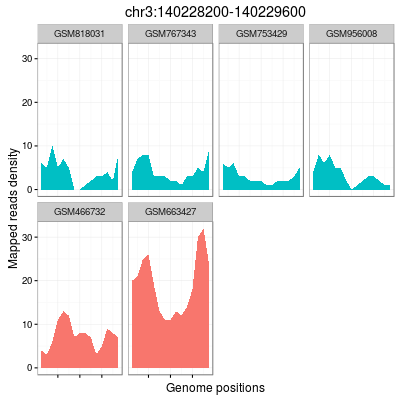 chr3:140228200-140229600
GSM818031 GSM767343 GSM753429 GSM956008
30
20
10
0
GSM466732 GSM663427
30
20
10
0
Mapped reads density
Genome positions